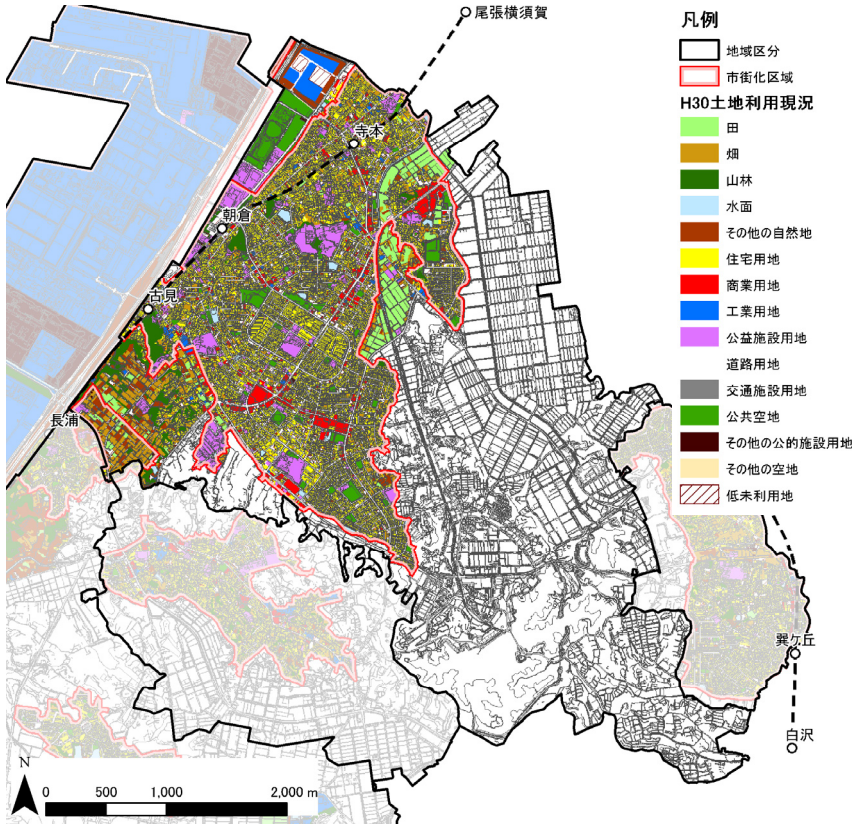 尾張横須賀
寺本
朝倉
古見
長浦
巽ヶ丘
白沢
凡例
地域区分
市街化区域
H30土地利用現況
田
畑
山林
水面
その他の自然地
住宅用地
商業用地
工業用地
公益施設用地
道路用地
交通施設用地
公共空地
その他の公的施設用地
その他の空地
低未利用地
N
0 500 1,000 2,000 m